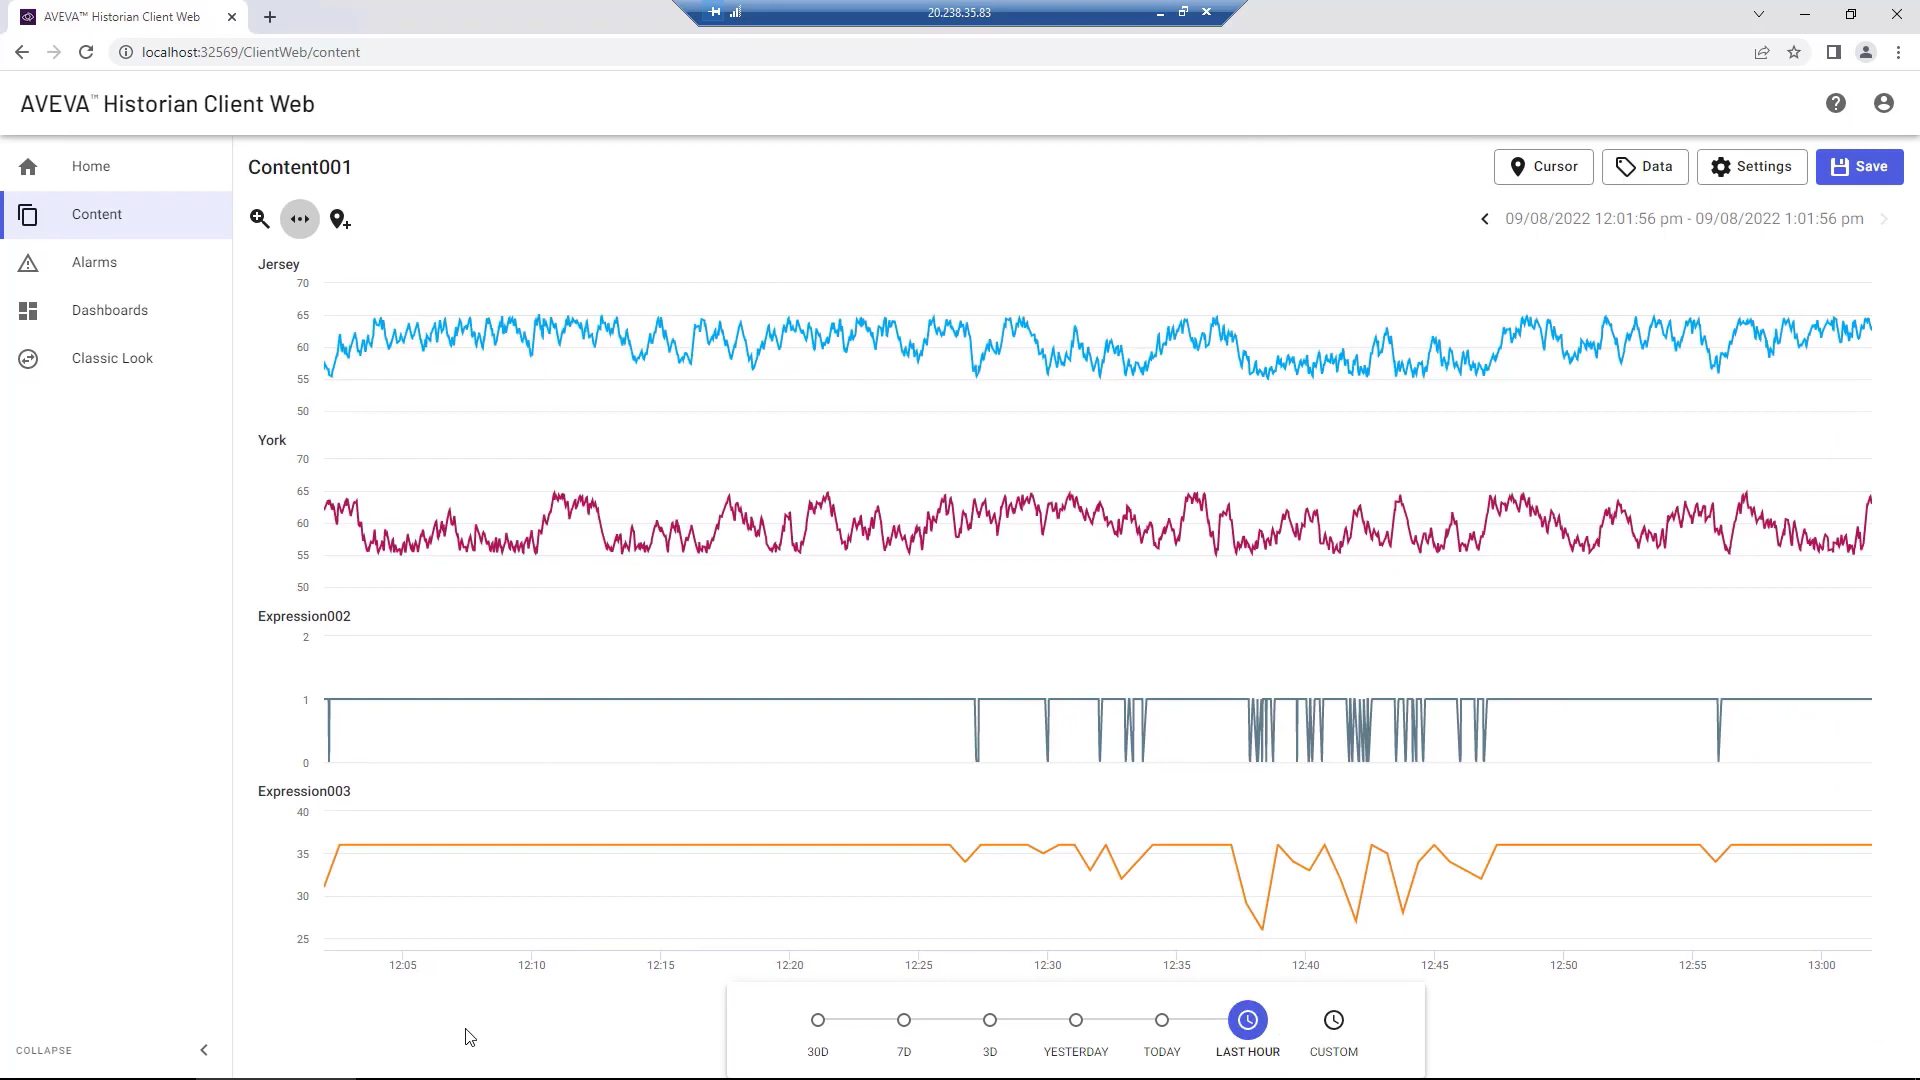 AVEVA™ Historian Client Web
20.238.35.83
localhost:32569/ClientWeb/content
AVEVA™ Historian Client Web
Home
Content
Alarms
Dashboards
Classic Look
COLLAPSE
Content001
Cursor
Data
Settings
Save
09/08/2022 12:01:56 pm - 09/08/2022 1:01:56 pm
Jersey
70
65
60
55
50
York
70
65
60
55
50
Expression002
2
1
0
Expression003
40
35
30
25
12:05 12:10 12:15 12:20 12:25 12:30 12:35 12:40 12:45 12:50 12:55 13:00
30D 7D 3D YESTERDAY TODAY LAST HOUR CUSTOM